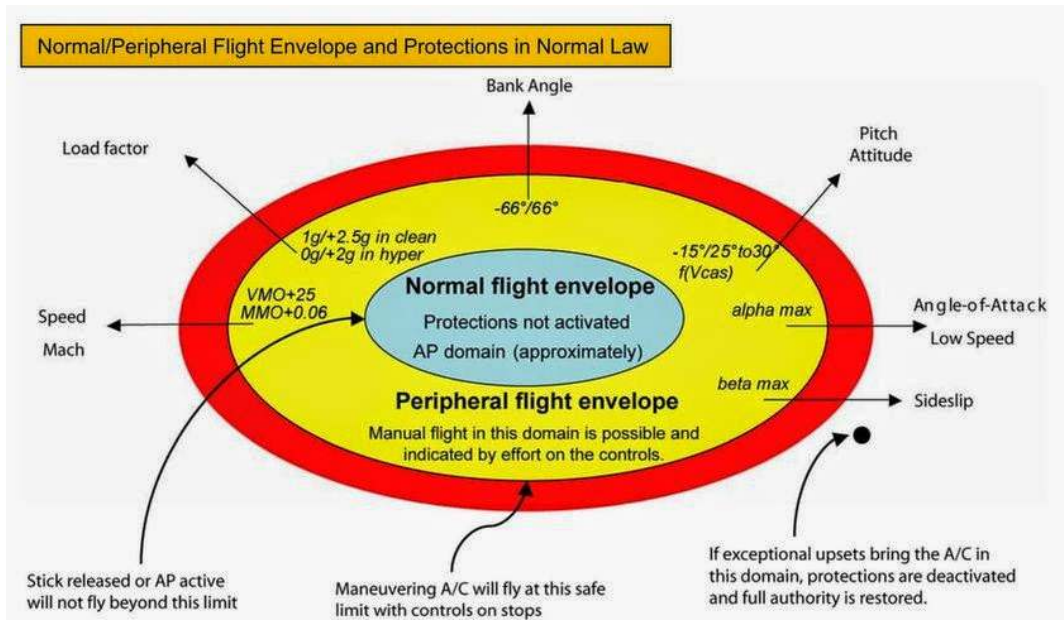 Normal/Peripheral Flight Envelope and Protections in Normal Law
Bank Angle
Load factor
Pitch
Attitude
-66°/66°
1g/+2.5g in clean
0g/+2g in hyper
-15°/25°to30°
f(Vcas)
Normal flight envelope
Protections not activated
AP domain (approximately)
VMO+25
MMO+0.06
Speed
Mach
alpha max
Angle-of-Attack
Low Speed
beta max
Sideslip
Peripheral flight envelope
Manual flight in this domain is possible and
indicated by effort on the controls.
Stick released or AP active
will not fly beyond this limit
Maneuvering A/C will fly at this safe
limit with controls on stops
If exceptional upsets bring the A/C in
this domain, protections are deactivated
and full authority is restored.